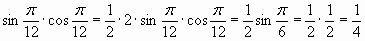 sin π/12 · cos π/12 = 1/2 · 2 · sin π/12 · cos π/12 = 1/2 sin π/6 = 1/2 · 1/2 = 1/4